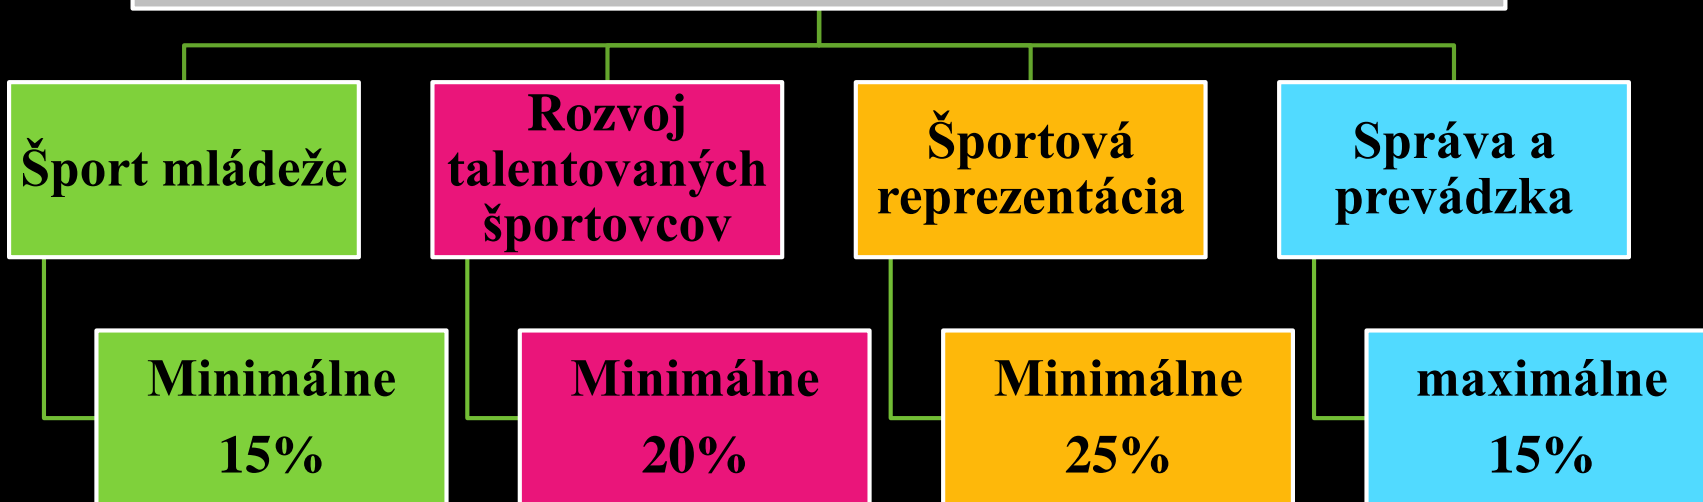 Šport mládeže
Rozvoj
talentovaných
športovcov
Športová
reprezentácia
Správa a
prevádzka
Minimálne
15%
Minimálne
20%
Minimálne
25%
maximálne
15%